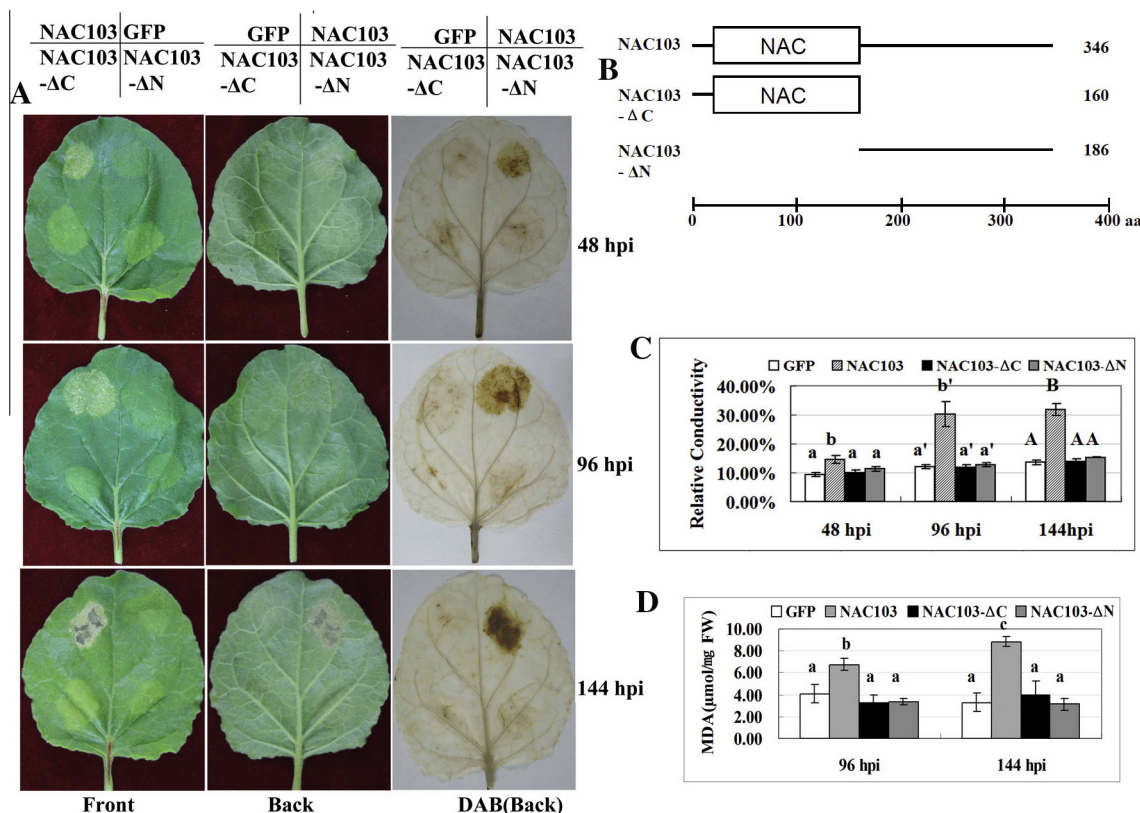 NAC103 GFP
NAC103 NAC103
-ΔC -ΔN
GFP NAC103
NAC103 NAC103
-ΔC -ΔN
GFP NAC103
NAC103 NAC103
-ΔC -ΔN
A
48 hpi
96 hpi
144 hpi
Front Back DAB(Back)
B
NAC103 NAC 346
NAC103 NAC 160
- Δ C
NAC103 186
- ΔN
0 100 200 300 400 aa
C
GFP NAC103 NAC103-ΔC NAC103-ΔN
Relative Conductivity
40.00%
30.00%
20.00%
10.00%
0.00%
a b a a
a' b' a' a'
A B A A
48 hpi 96 hpi 144hpi
D
GFP NAC103 NAC103-ΔC NAC103-ΔN
MDA(μmol/mg FW)
10.00
8.00
6.00
4.00
2.00
0.00
a b a a
a c a a
96 hpi 144 hpi